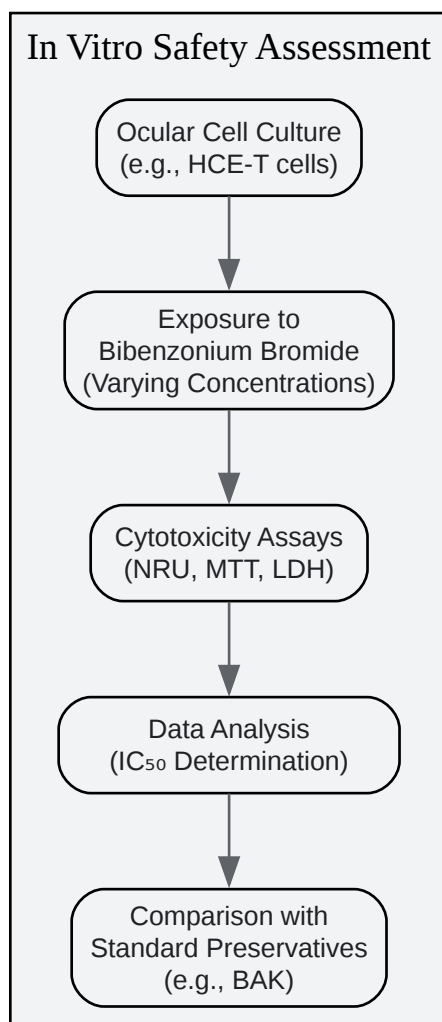 In Vitro Safety Assessment
Ocular Cell Culture
(e.g., HCE-T cells)
Exposure to
Bibenzonium Bromide
(Varying Concentrations)
Cytotoxicity Assays
(NRU, MTT, LDH)
Data Analysis
(IC₅₀ Determination)
Comparison with
Standard Preservatives
(e.g., BAK)